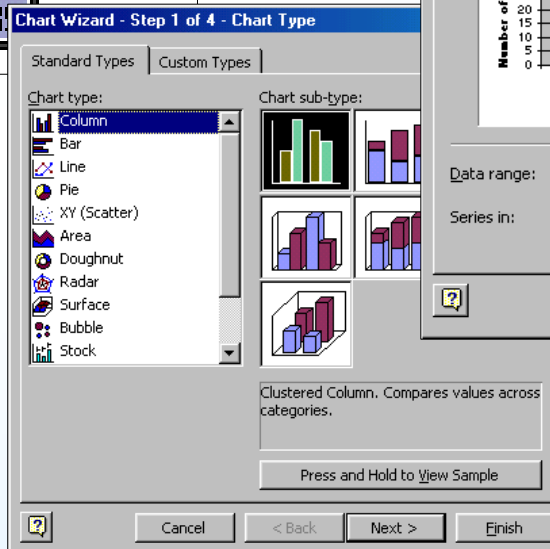 Chart Wizard - Step 1 of 4 - Chart Type
Standard Types
Custom Types
Chart type:
Column
Bar
Line
Pie
XY (Scatter)
Area
Doughnut
Radar
Surface
Bubble
Stock
Chart sub-type:
Clustered Column. Compares values across
categories.
Press and Hold to View Sample
Cancel
< Back
Next >
Finish
Number of
20
15
10
5
0
Data range:
Series in: